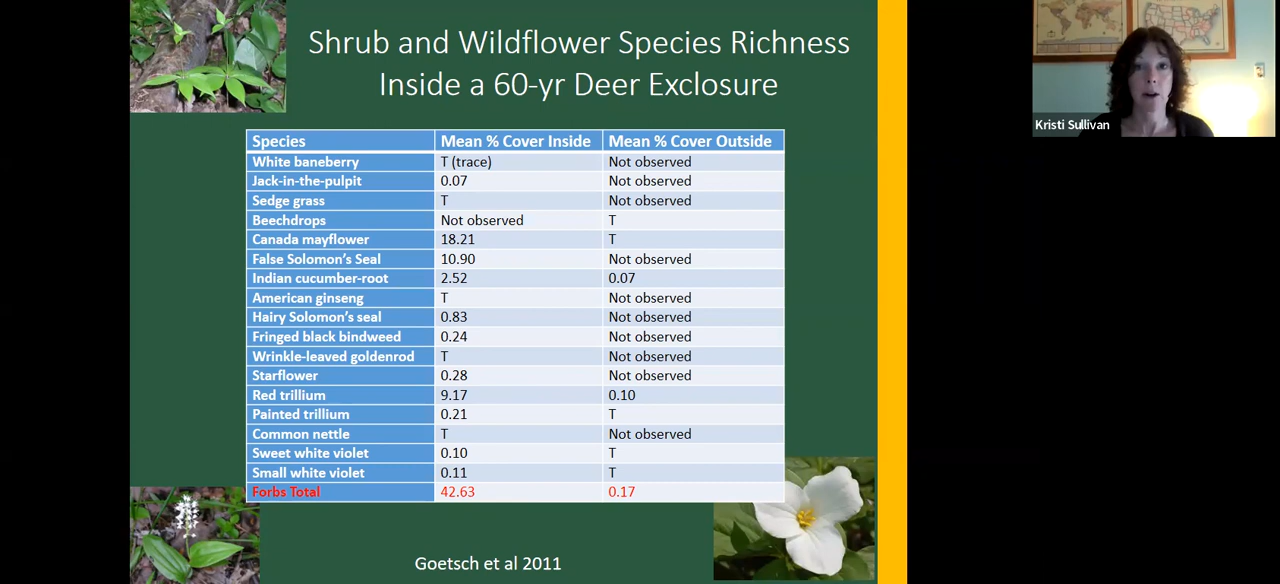 Shrub and Wildflower Species Richness
Inside a 60-yr Deer Exclosure
Species Mean % Cover Inside Mean % Cover Outside
White baneberry T (trace) Not observed
Jack-in-the-pulpit 0.07 Not observed
Sedge grass T Not observed
Beechdrops Not observed T
Canada mayflower 18.21 T
False Solomon's Seal 10.90 Not observed
Indian cucumber-root 2.52 0.07
American ginseng T Not observed
Hairy Solomon's seal 0.83 Not observed
Fringed black bindweed 0.24 Not observed
Wrinkle-leaved goldenrod T Not observed
Starflower 0.28 Not observed
Red trillium 9.17 0.10
Painted trillium 0.21 T
Common nettle T Not observed
Sweet white violet 0.10 T
Small white violet 0.11 T
Forbs Total 42.63 0.17
Goetsch et al 2011
Kristi Sullivan